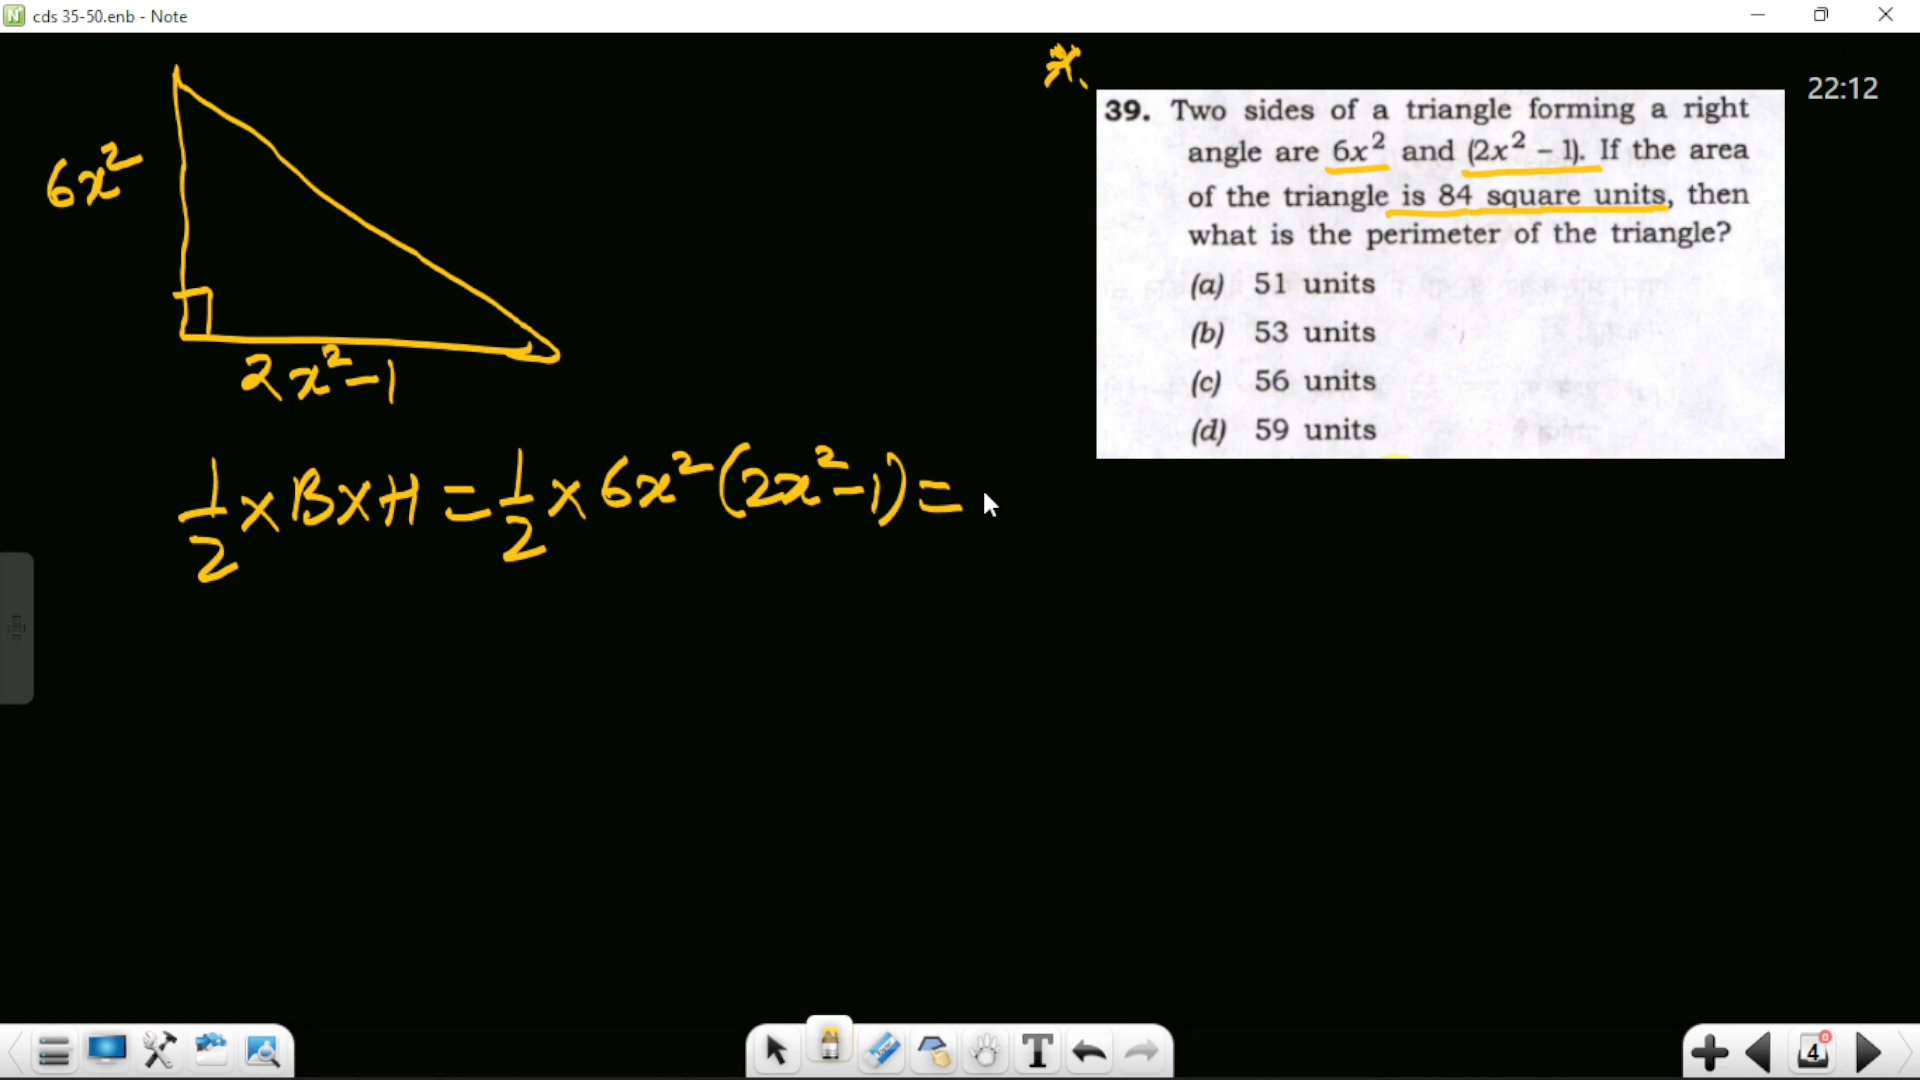 cds 35-50.enb - Note
22:12
6x²
2x²-1
1/2 x B x H = 1/2 x 6x² (2x²-1) =
39. Two sides of a triangle forming a right
angle are 6x² and (2x² – 1). If the area
of the triangle is 84 square units, then
what is the perimeter of the triangle?
(a) 51 units
(b) 53 units
(c) 56 units
(d) 59 units
T
4
0